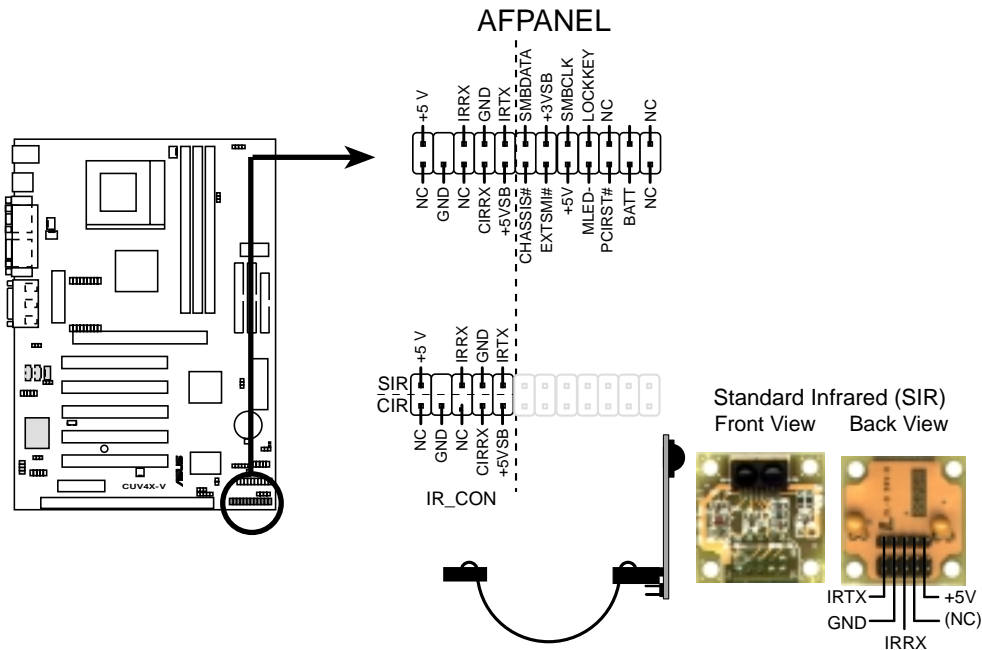 AFPANEL
+5 V
IRRX
GND
IRTX
SMBDATA
+3VSB
SMBCLK
LOCKKEY
NC
NC
NC
GND
NC
CIRRX
+5VSB
CHASSIS#
EXTSMI#
+5V
MLED-
PCIRST#
BATT
NC
+5 V
IRRX
GND
IRTX
SIR
CIR
NC
GND
NC
CIRRX
+5VSB
IR_CON
CUV4X-V
ASUS
Standard Infrared (SIR)
Front View Back View
IRTX
+5V
GND
(NC)
IRRX